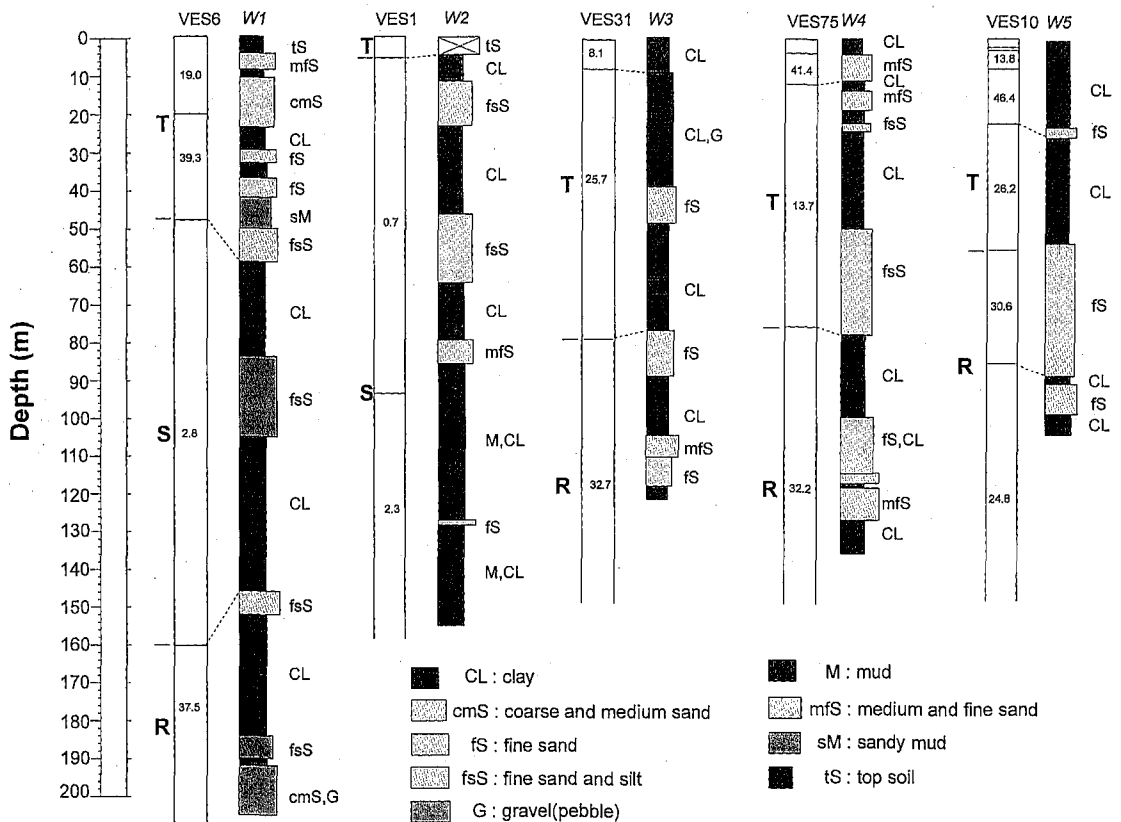 VES6 W1
VES1 W2
VES31 W3
VES75 W4
VES10 W5
Depth (m)
0
10
20
30
40
50
60
70
80
90
100
110
120
130
140
150
160
170
180
190
200
T
S
R
19.0
39.3
2.8
37.5
tS
mfS
cmS
CL
fS
fS
sM
fsS
CL
fsS
CL
fsS
CL
fsS
cmS,G
T
S
0.7
2.3
tS
CL
fsS
CL
fsS
CL
mfS
M,CL
fS
M,CL
T
R
8.1
25.7
32.7
CL
CL,G
fS
CL
fS
CL
mfS
fS
T
R
41.4
13.7
32.2
CL
mfS
CL
mfS
fsS
CL
fsS
CL
fS,CL
mfS
CL
T
R
13.8
46.4
26.2
30.6
24.8
CL
fS
CL
fS
CL
fS
CL
CL : clay
cmS : coarse and medium sand
fS : fine sand
fsS : fine sand and silt
G : gravel(pebble)
M : mud
mfS : medium and fine sand
sM : sandy mud
tS : top soil